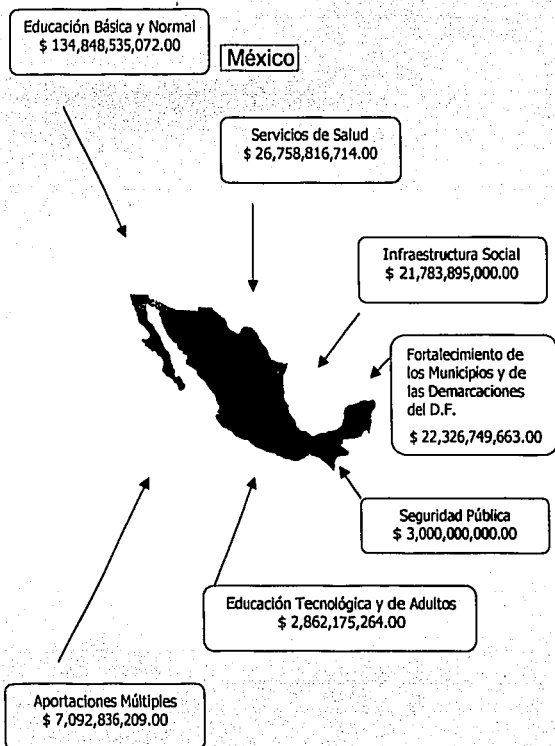 Educación Básica y Normal
$ 134,848,535,072.00
México
Servicios de Salud
$ 26,758,816,714.00
Infraestructura Social
$ 21,783,895,000.00
Fortalecimiento de
los Municipios y de
las Demarcaciones
del D.F.
$ 22,326,749,663.00
Seguridad Pública
$ 3,000,000,000.00
Educación Tecnológica y de Adultos
$ 2,862,175,264.00
Aportaciones Múltiples
$ 7,092,836,209.00